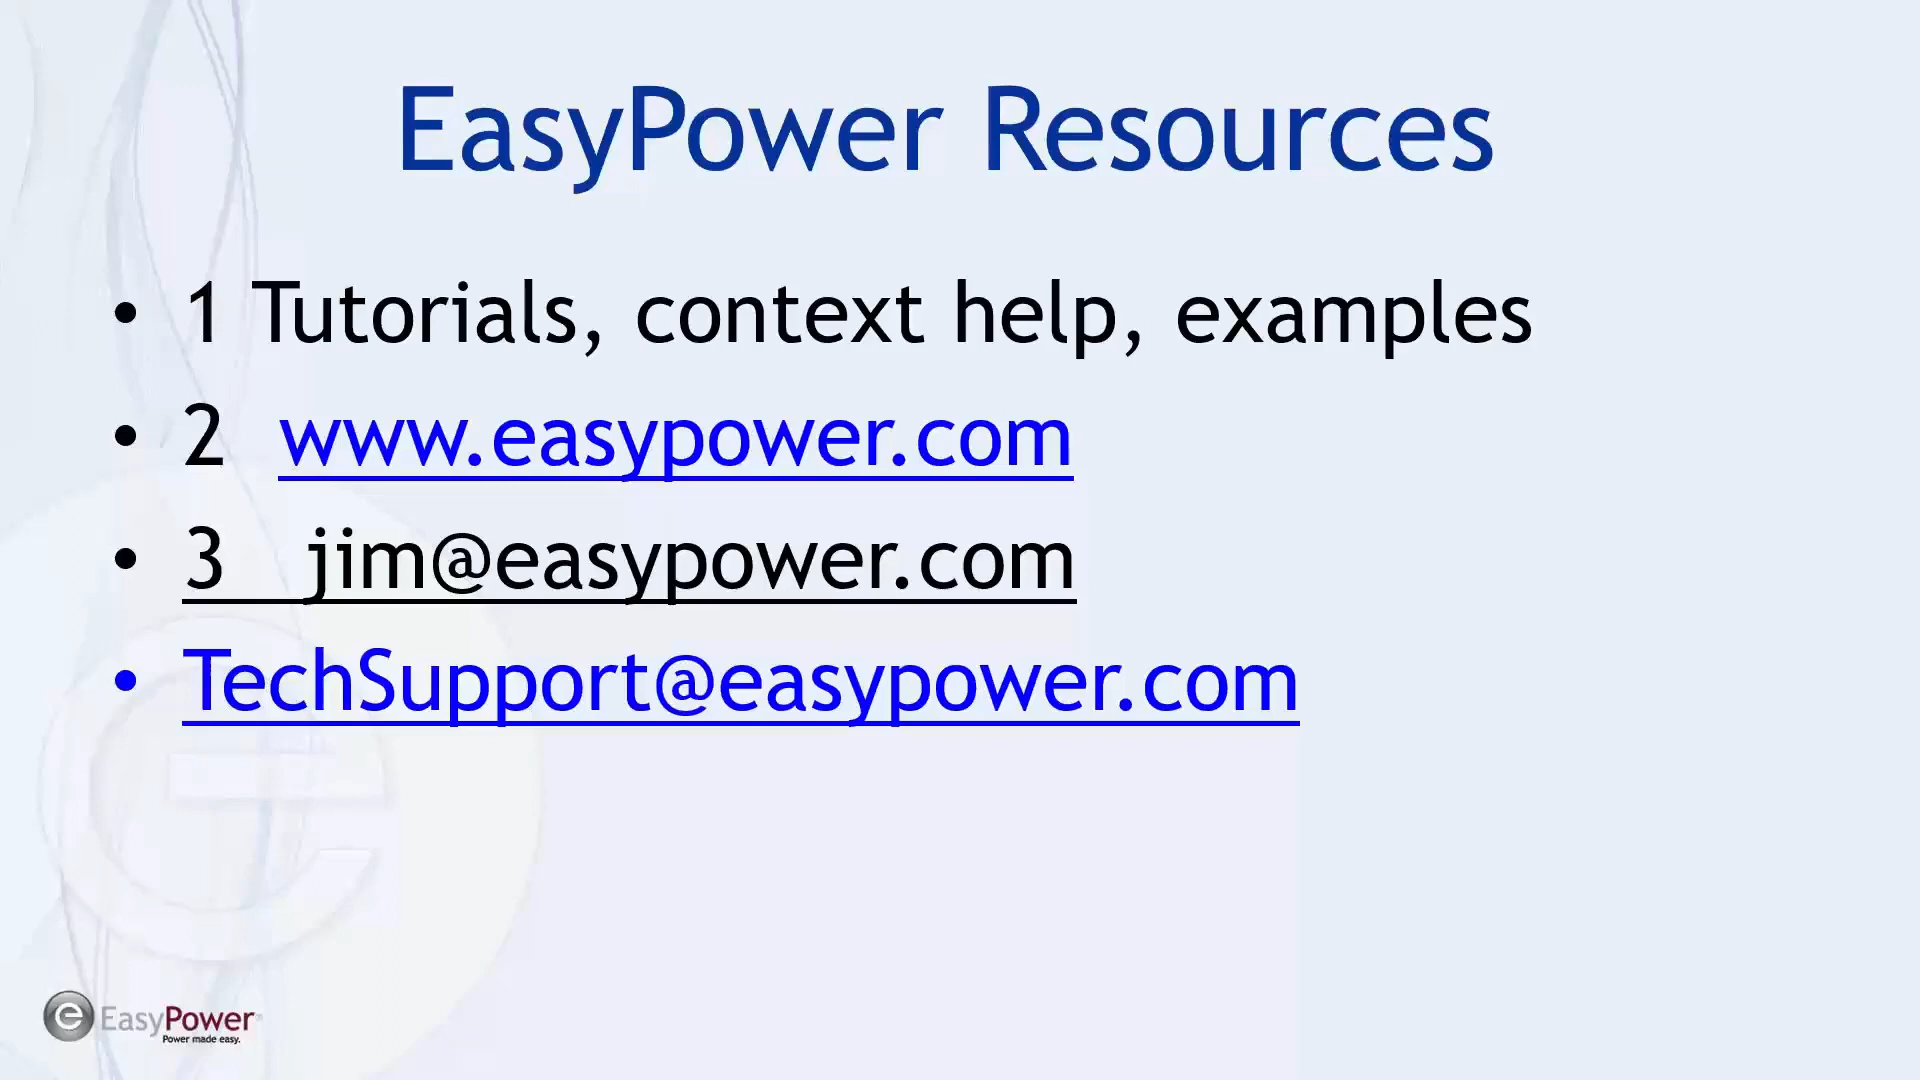 EasyPower Resources
• 1 Tutorials, context help, examples
• 2 www.easypower.com
• 3 jim@easypower.com
• TechSupport@easypower.com
e EasyPower
Power made easy.